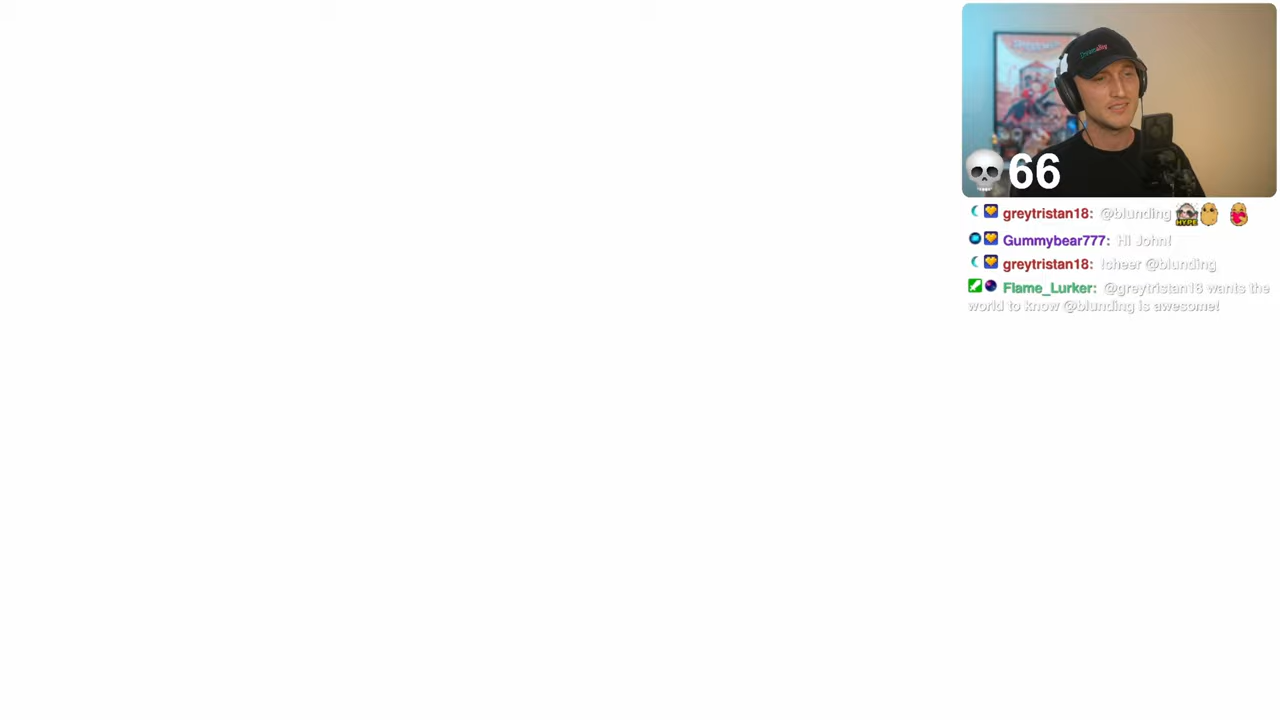 66
greytristan18: @blunding HYPE
Gummybear777: Hi John!
greytristan18: !cheer @blunding
Flame_Lurker: @greytristan18 wants the
world to know @blunding is awesome!